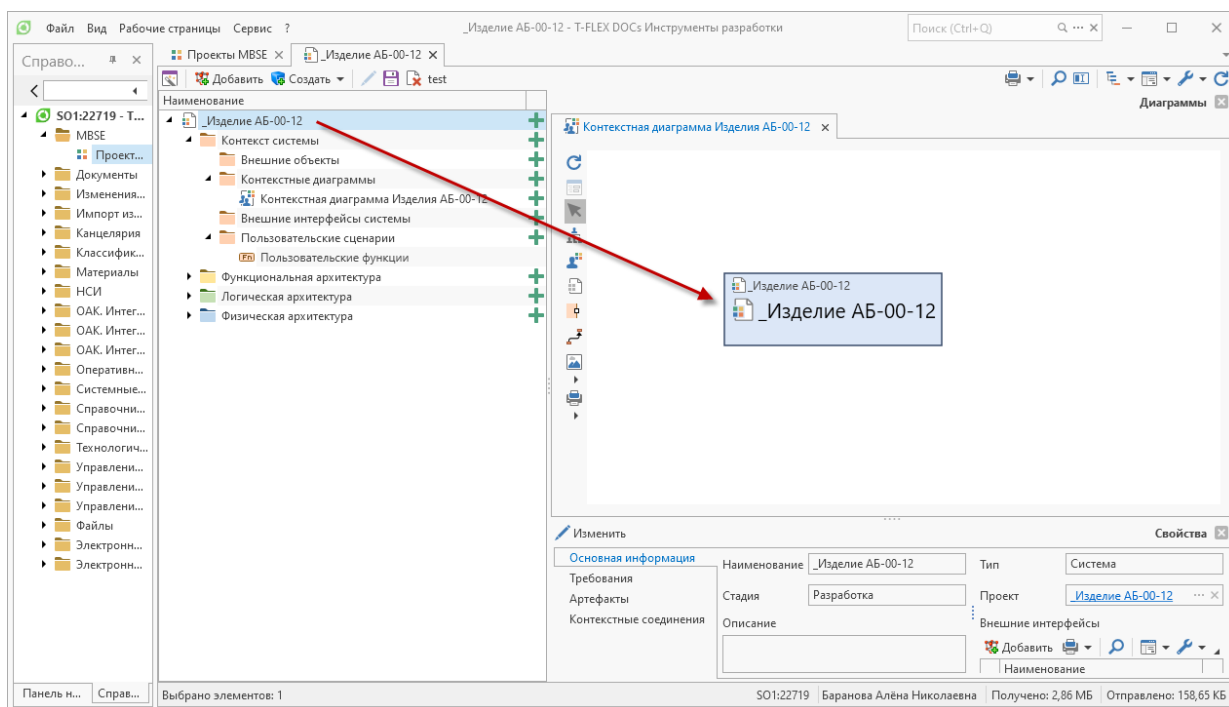 Файл Вид Рабочие страницы Сервис ?
_Изделие АБ-00-12 - T-FLEX DOCs Инструменты разработки
Поиск (Ctrl+Q)
Справо...
Проекты MBSE
_Изделие АБ-00-12
Добавить Создать test
Диаграммы
SO1:22719 - T...
MBSE
Проект...
Документы
Изменения...
Импорт из...
Канцелярия
Классифик...
Материалы
НСИ
ОАК. Интег...
ОАК. Интег...
ОАК. Интег...
Оперативн...
Системные...
Справочни...
Справочни...
Технологич...
Управлени...
Управлени...
Управлени...
Файлы
Электронн...
Электронн...
Панель н... Справ...
Наименование
_Изделие АБ-00-12
Контекст системы
Внешние объекты
Контекстные диаграммы
Контекстная диаграмма Изделия АБ-00-12
Внешние интерфейсы системы
Пользовательские сценарии
Fn Пользовательские функции
Функциональная архитектура
Логическая архитектура
Физическая архитектура
Контекстная диаграмма Изделия АБ-00-12
_Изделие АБ-00-12
_Изделие АБ-00-12
Изменить
Свойства
Основная информация
Требования
Артефакты
Контекстные соединения
Наименование _Изделие АБ-00-12
Тип Система
Стадия Разработка
Проект _Изделие АБ-00-12
Описание
Внешние интерфейсы
Добавить
Наименование
Выбрано элементов: 1
SO1:22719 Баранова Алёна Николаевна Получено: 2,86 МБ Отправлено: 158,65 КБ